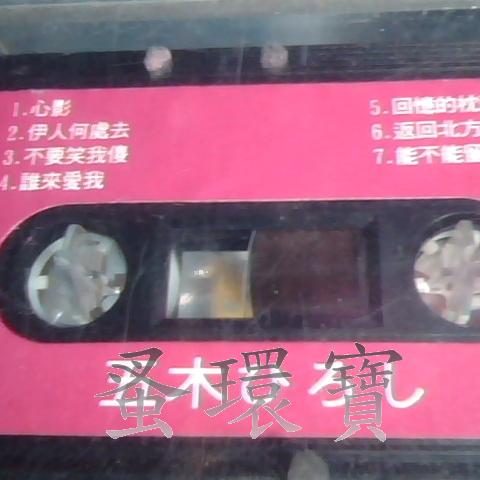 1.心影
2.伊人何處去
3.不要笑我傻
4.誰來愛我
5.回憶的枕
6.返回北方
7.能不能
蚤環寶